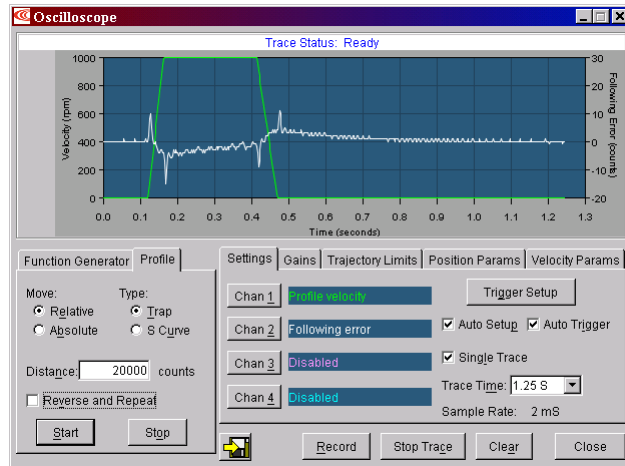 Oscilloscope
Trace Status: Ready
1000
800
600
400
200
0
Velocity (rpm)
30
20
10
0
-10
-20
Following Error (counts)
0.0 0.1 0.2 0.3 0.4 0.5 0.6 0.7 0.8 0.9 1.0 1.1 1.2 1.3
Time (seconds)
Function Generator Profile
Move: Type:
Relative Trap
Absolute S Curve
Distance: 20000 counts
Reverse and Repeat
Start Stop
Settings Gains Trajectory Limits Position Params Velocity Params
Chan 1 Profile velocity
Chan 2 Following error
Chan 3 Disabled
Chan 4 Disabled
Trigger Setup
Auto Setup Auto Trigger
Single Trace
Trace Time: 1.25 S
Sample Rate: 2 mS
Record Stop Trace Clear Close